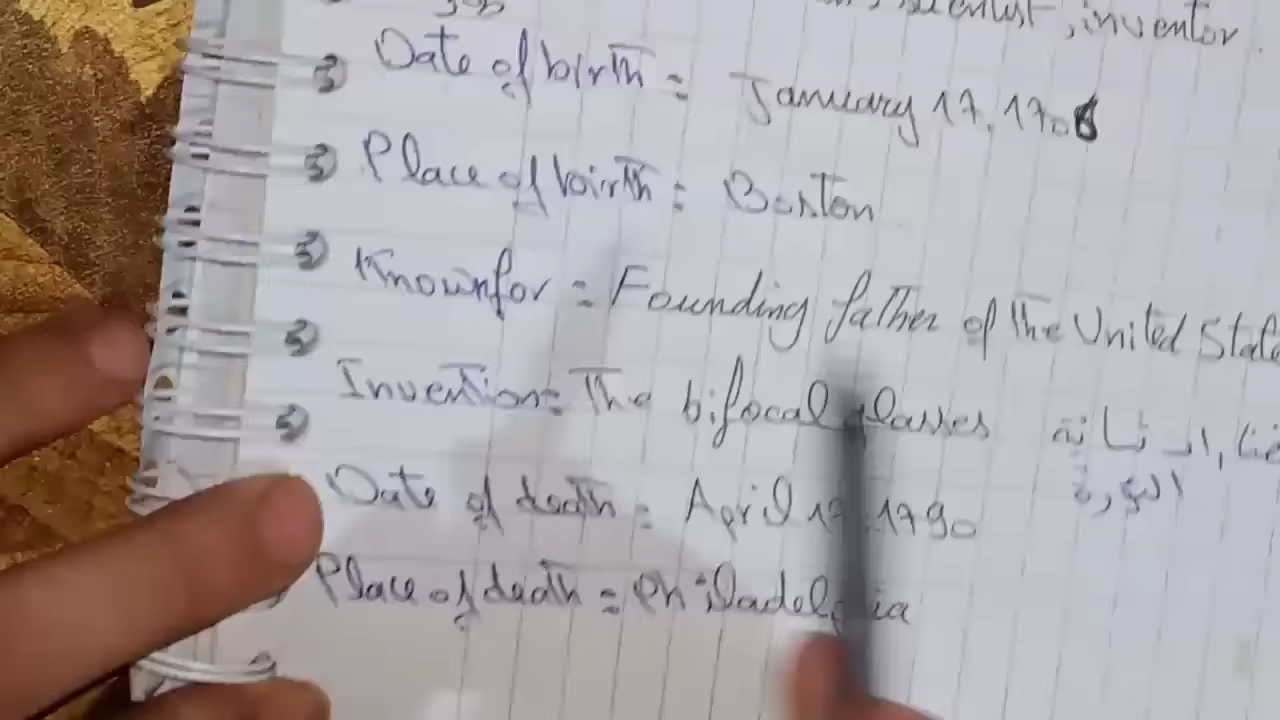 Job
scientist, inventor.
Date of birth = January 17, 1706
Place of birth = Boston
Known for = Founding father of the United State
Invention = The bifocal glasses
Date of death = April 17, 1790
Place of death = Philadelphia